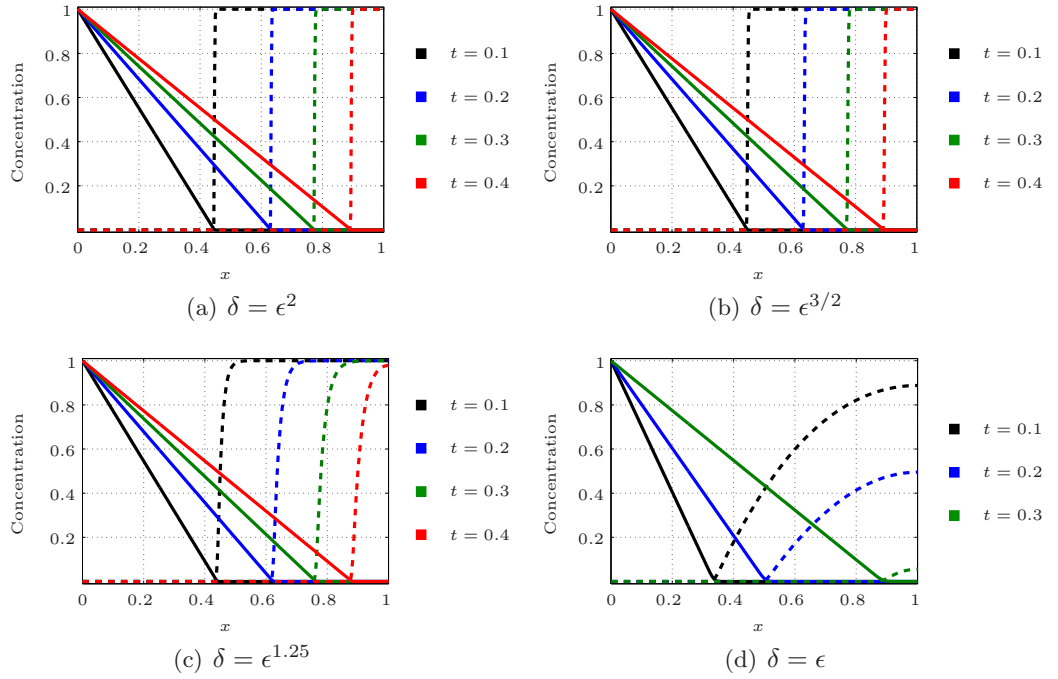 1
0.8
0.6
0.4
0.2
Concentration
0 0.2 0.4 0.6 0.8 1
x
t = 0.1
t = 0.2
t = 0.3
t = 0.4
(a) δ = ϵ²
1
0.8
0.6
0.4
0.2
Concentration
0 0.2 0.4 0.6 0.8 1
x
t = 0.1
t = 0.2
t = 0.3
t = 0.4
(b) δ = ϵ^{3/2}
1
0.8
0.6
0.4
0.2
Concentration
0 0.2 0.4 0.6 0.8 1
x
t = 0.1
t = 0.2
t = 0.3
t = 0.4
(c) δ = ϵ^{1.25}
1
0.8
0.6
0.4
0.2
Concentration
0 0.2 0.4 0.6 0.8 1
x
t = 0.1
t = 0.2
t = 0.3
(d) δ = ϵ